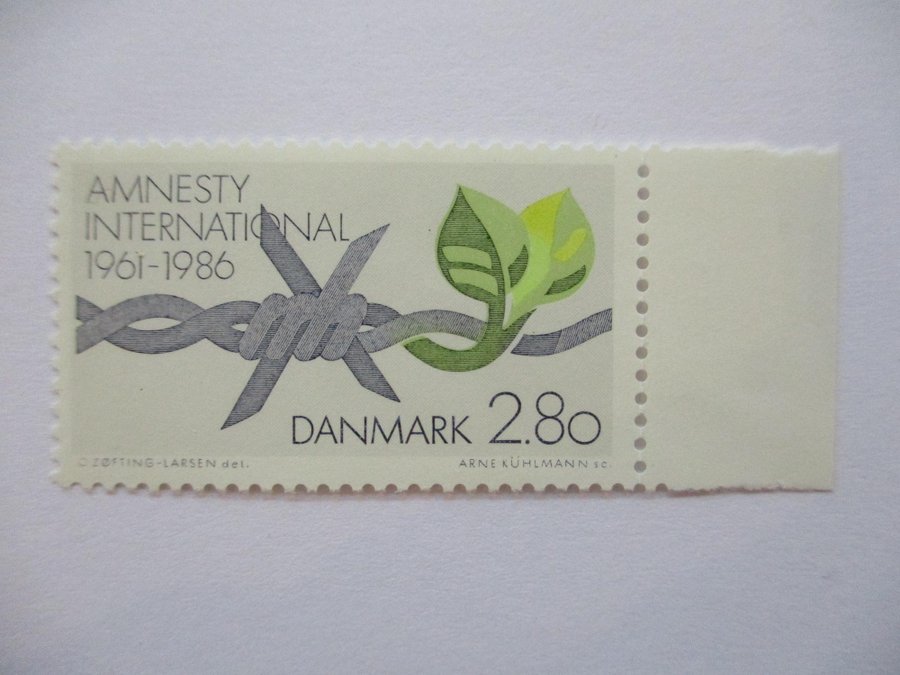 AMNESTY
INTERNATIONAL
1961-1986
DANMARK 2.80
O ZØFTING-LARSEN del.
ARNE KÜHLMANN sc.